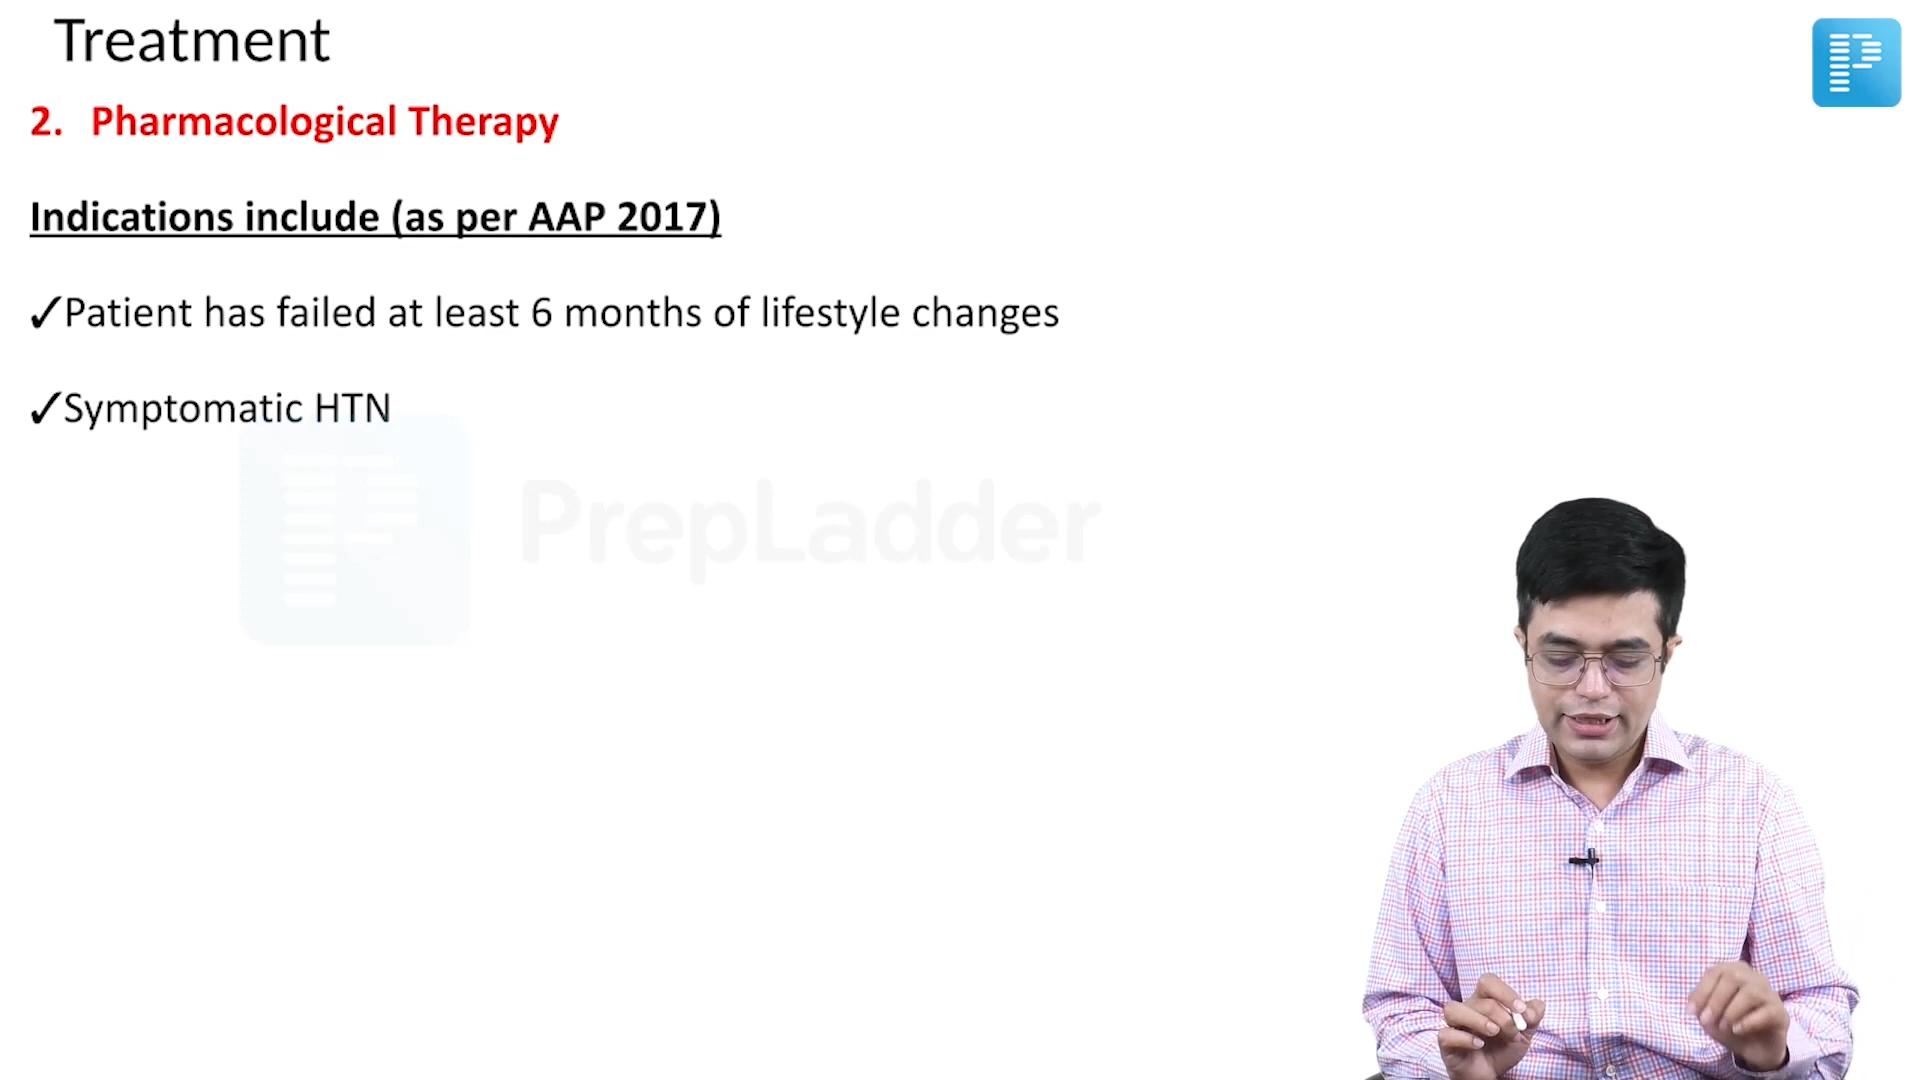 Treatment
2. Pharmacological Therapy
Indications include (as per AAP 2017)
✓Patient has failed at least 6 months of lifestyle changes
✓Symptomatic HTN
PrepLadder